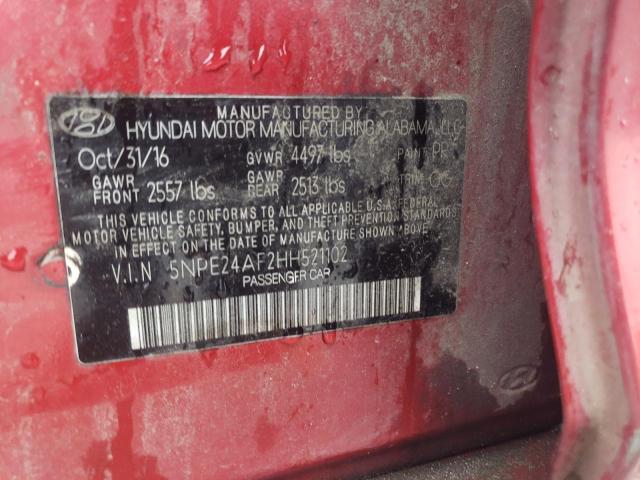 MANUFACTURED BY
HYUNDAI MOTOR MANUFACTURING ALABAMA, LLC
Oct/31/16 GVWR 4497 lbs PAINT PR
GAWR FRONT 2557 lbs GAWR REAR 2513 lbs TRIM
THIS VEHICLE CONFORMS TO ALL APPLICABLE U.S.A. FEDERAL
MOTOR VEHICLE SAFETY, BUMPER, AND THEFT PREVENTION STANDARDS
IN EFFECT ON THE DATE OF MANUFACTURE SHOWN ABOVE.
V.I.N 5NPE24AF2HH521102
PASSENGER CAR